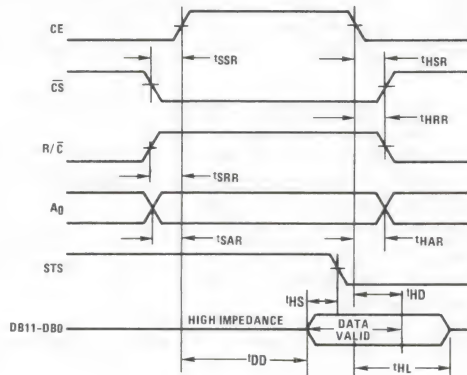 CE
tSSR
tHSR
CS
tHRR
R/C
tSRR
A0
tSAR
tHAR
STS
tHD
tHS
HIGH IMPEDANCE
DATA
VALID
DB11-DB0
tDD
tHL